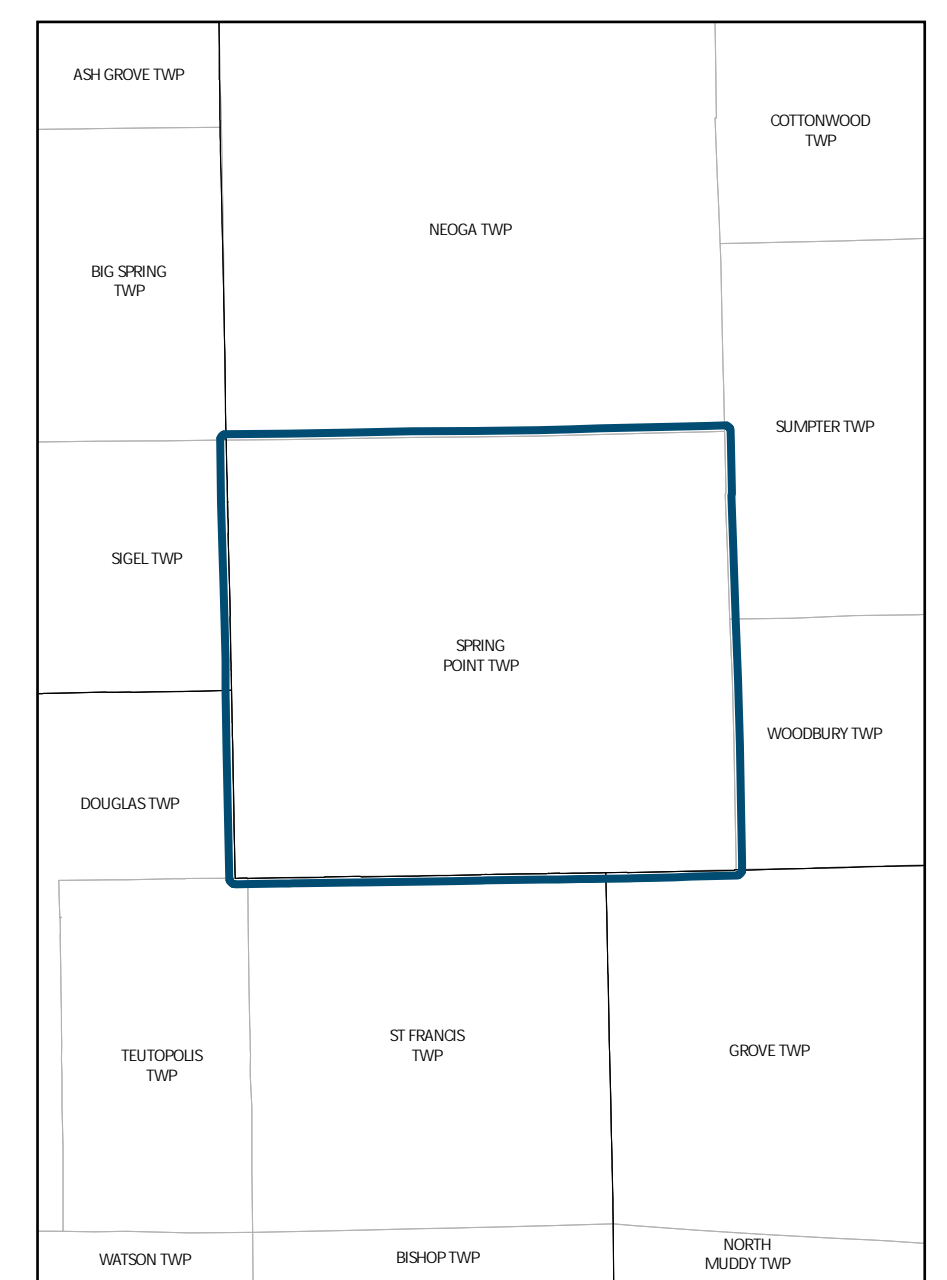 ASH GROVE TWP
COTTONWOOD
TWP
NEOGA TWP
BIG SPRING
TWP
SUMPTER TWP
SIGEL TWP
SPRING
POINT TWP
WOODBURY TWP
DOUGLAS TWP
ST FRANCIS
TWP
TEUTOPOLIS
TWP
GROVE TWP
WATSON TWP
BISHOP TWP
NORTH
MUDDY TWP